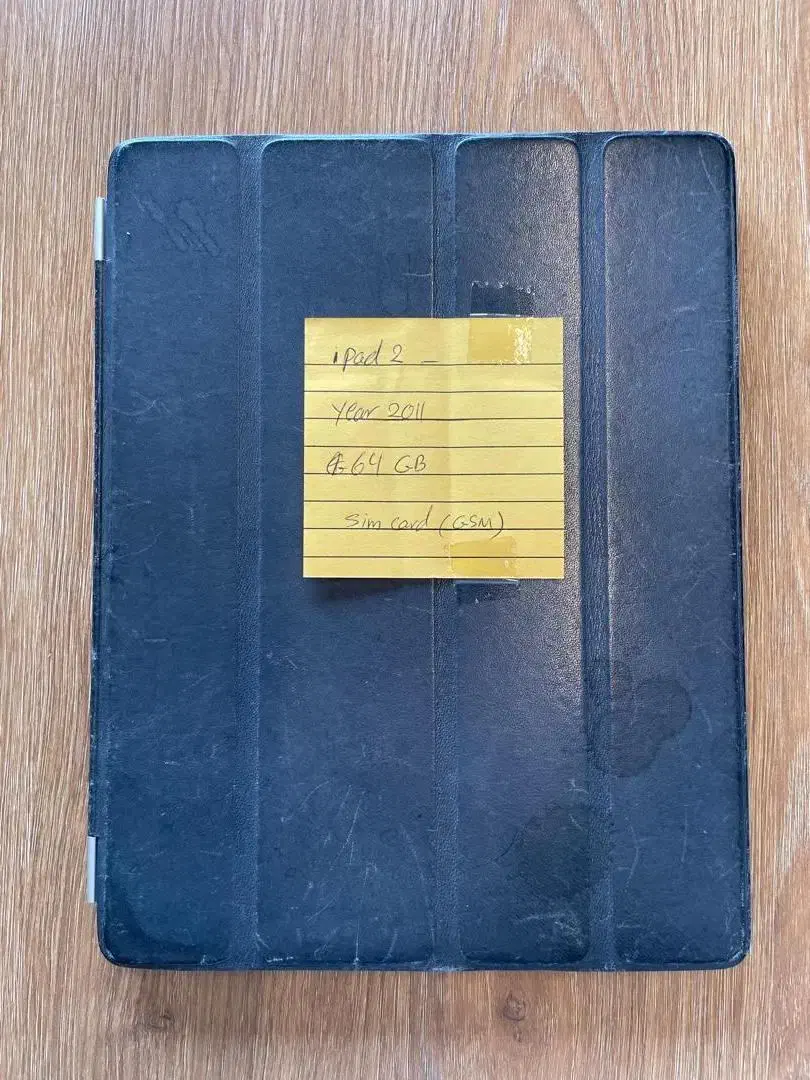 ipad 2 –
Year 2011
64 GB
Sim card (GSM)